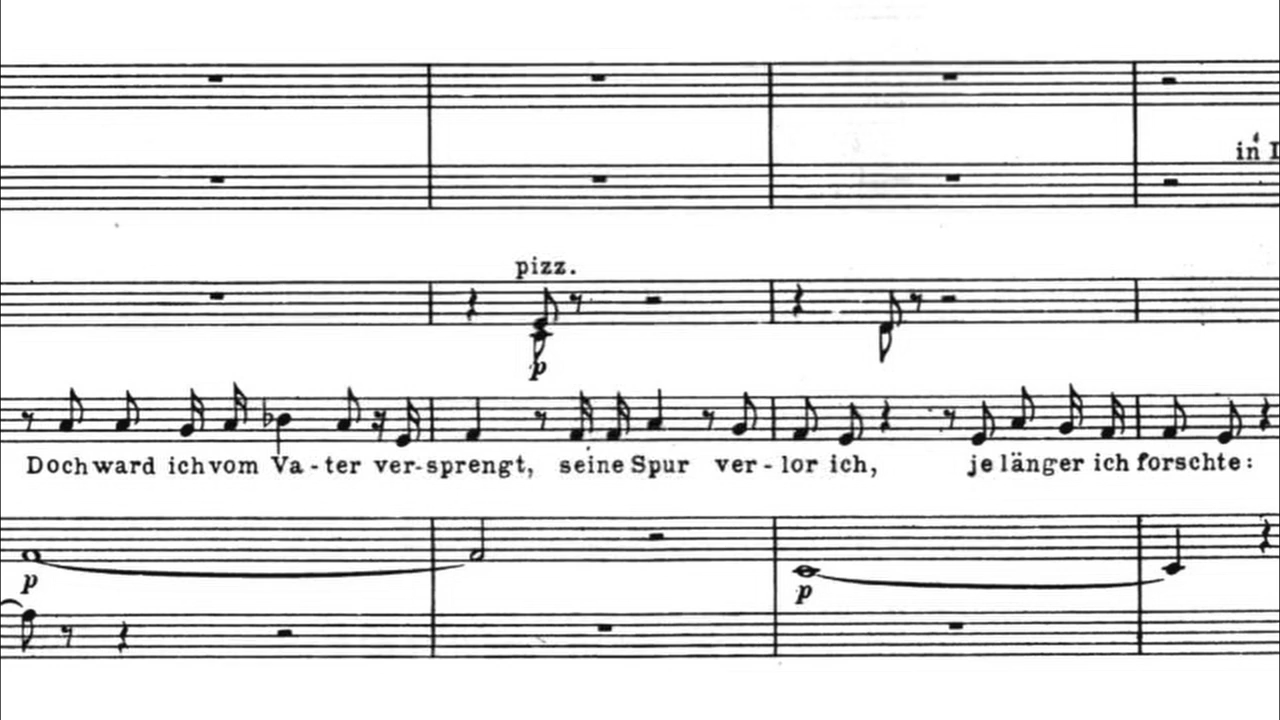 in
pizz.
p
Doch ward ich vom Va - ter ver-sprengt, seine Spur ver - lor ich, je länger ich forschte:
p
p